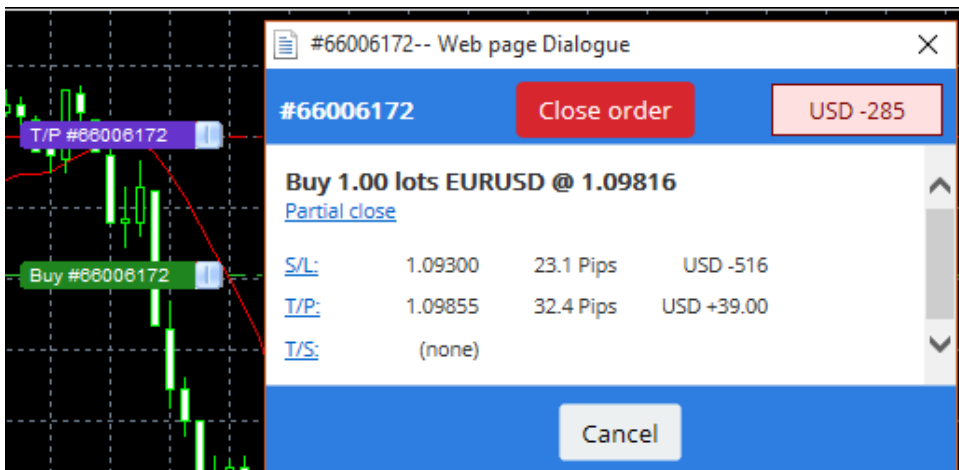 #66006172-- Web page Dialogue
#66006172 Close order USD -285
T/P #66006172
Buy 1.00 lots EURUSD @ 1.09816
Partial close
S/L: 1.09300 23.1 Pips USD -516
Buy #66006172
T/P: 1.09855 32.4 Pips USD +39.00
T/S: (none)
Cancel